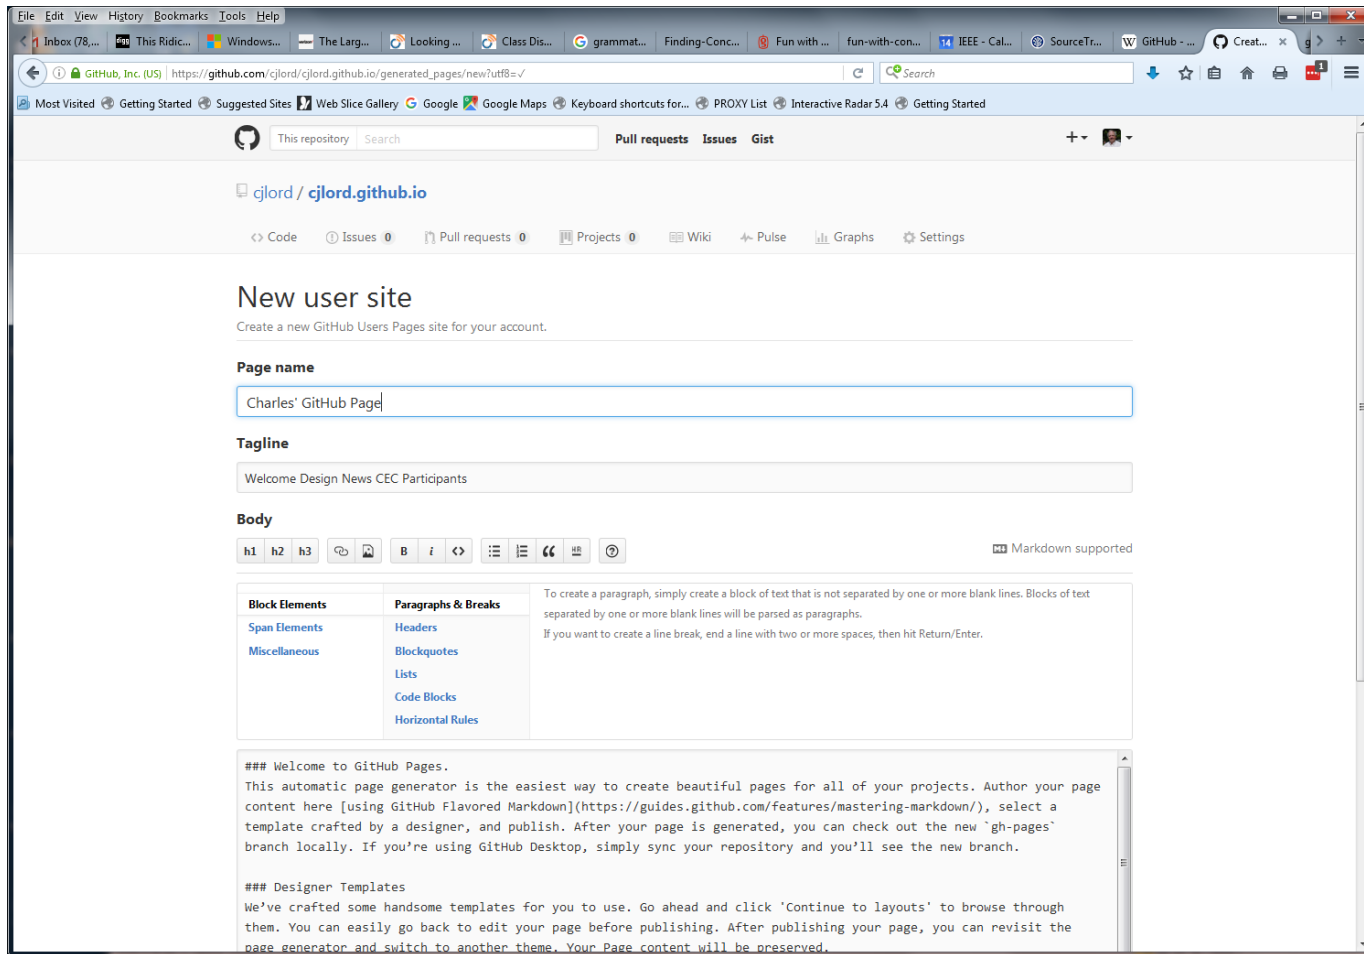 File Edit View History Bookmarks Tools Help
Inbox (78,... This Ridic... Windows... The Larg... Looking ... Class Dis... grammat... Finding-Conc... Fun with ... fun-with-con... 14 IEEE - Cal... SourceTr... W GitHub - ... Creat... × g
GitHub, Inc. (US) https://github.com/cjlord/cjlord.github.io/generated_pages/new?utf8=✓ Search 1
Most Visited Getting Started Suggested Sites Web Slice Gallery Google Google Maps Keyboard shortcuts for... PROXY List Interactive Radar 5.4 Getting Started
This repository Search Pull requests Issues Gist
cjlord / cjlord.github.io
Code Issues 0 Pull requests 0 Projects 0 Wiki Pulse Graphs Settings
New user site
Create a new GitHub Users Pages site for your account.
Page name
Charles' GitHub Page
Tagline
Welcome Design News CEC Participants
Body
h1 h2 h3 B i <> HR Markdown supported
Block Elements
Span Elements
Miscellaneous
Paragraphs & Breaks
Headers
Blockquotes
Lists
Code Blocks
Horizontal Rules
To create a paragraph, simply create a block of text that is not separated by one or more blank lines. Blocks of text
separated by one or more blank lines will be parsed as paragraphs.
If you want to create a line break, end a line with two or more spaces, then hit Return/Enter.
### Welcome to GitHub Pages.
This automatic page generator is the easiest way to create beautiful pages for all of your projects. Author your page
content here [using GitHub Flavored Markdown](https://guides.github.com/features/mastering-markdown/), select a
template crafted by a designer, and publish. After your page is generated, you can check out the new `gh-pages`
branch locally. If you’re using GitHub Desktop, simply sync your repository and you’ll see the new branch.
### Designer Templates
We’ve crafted some handsome templates for you to use. Go ahead and click 'Continue to layouts' to browse through
them. You can easily go back to edit your page before publishing. After publishing your page, you can revisit the
page generator and switch to another theme. Your Page content will be preserved.